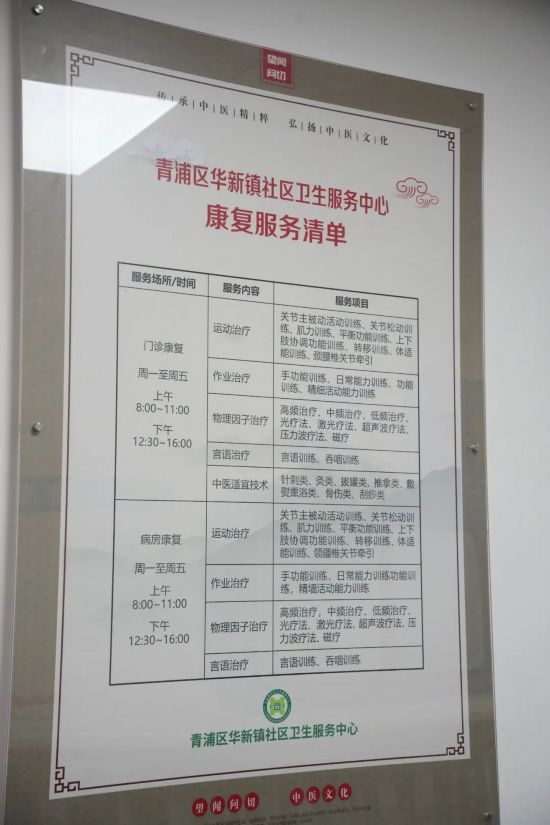 望闻
问切
传承中医精粹 弘扬中医文化
青浦区华新镇社区卫生服务中心
康复服务清单
服务场所/时间 服务内容 服务项目
门诊康复
周一至周五
上午
8:00~11:00
下午
12:30~16:00
运动治疗
关节主被动活动训练、关节松动训
练、肌力训练、平衡功能训练、上下
肢协调功能训练、转移训练、体适
能训练、颈腰椎关节牵引
作业治疗
手功能训练、日常能力训练、功能
训练、精细活动能力训练
物理因子治疗
高频治疗、中频治疗、低频治疗、
光疗法、激光疗法、超声波疗法、
压力波疗法、磁疗
言语治疗
言语训练、吞咽训练
中医适宜技术
针刺类、灸类、拔罐类、推拿类、敷
熨熏浴类、骨伤类、刮痧类
病房康复
周一至周五
上午
8:00~11:00
下午
12:30~16:00
运动治疗
关节主被动活动训练、关节松动训
练、肌力训练、平衡功能训练、上下
肢协调功能训练、转移训练、体适
能训练、领疆椎关节牵引
作业治疗
手功能训练，日常能力训练功能训
练，精墙活动能力训练
物理因子治疗
高频治疗，中频治疗、低频治疗、
光疗法、激光疗法、超声波疗法、压
力波疗法、磁疗
言语治疗
言语训练、吞咽训练
青浦区华新镇社区卫生服务中心
望闻问切 中医文化